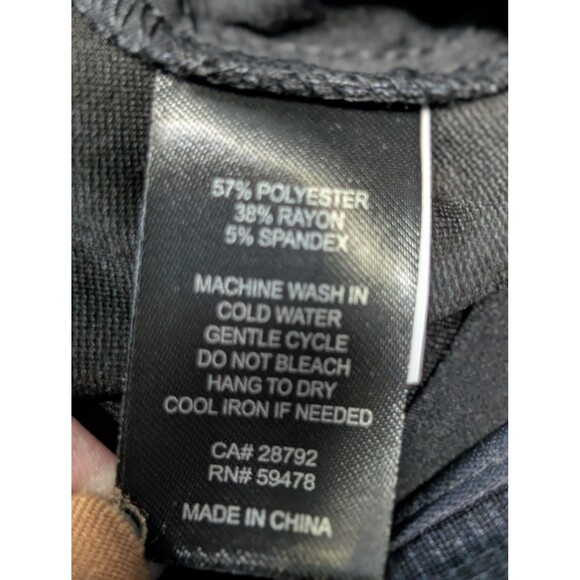 57% POLYESTER
38% RAYON
5% SPANDEX
MACHINE WASH IN
COLD WATER
GENTLE CYCLE
DO NOT BLEACH
HANG TO DRY
COOL IRON IF NEEDED
CA# 28792
RN# 59478
MADE IN CHINA